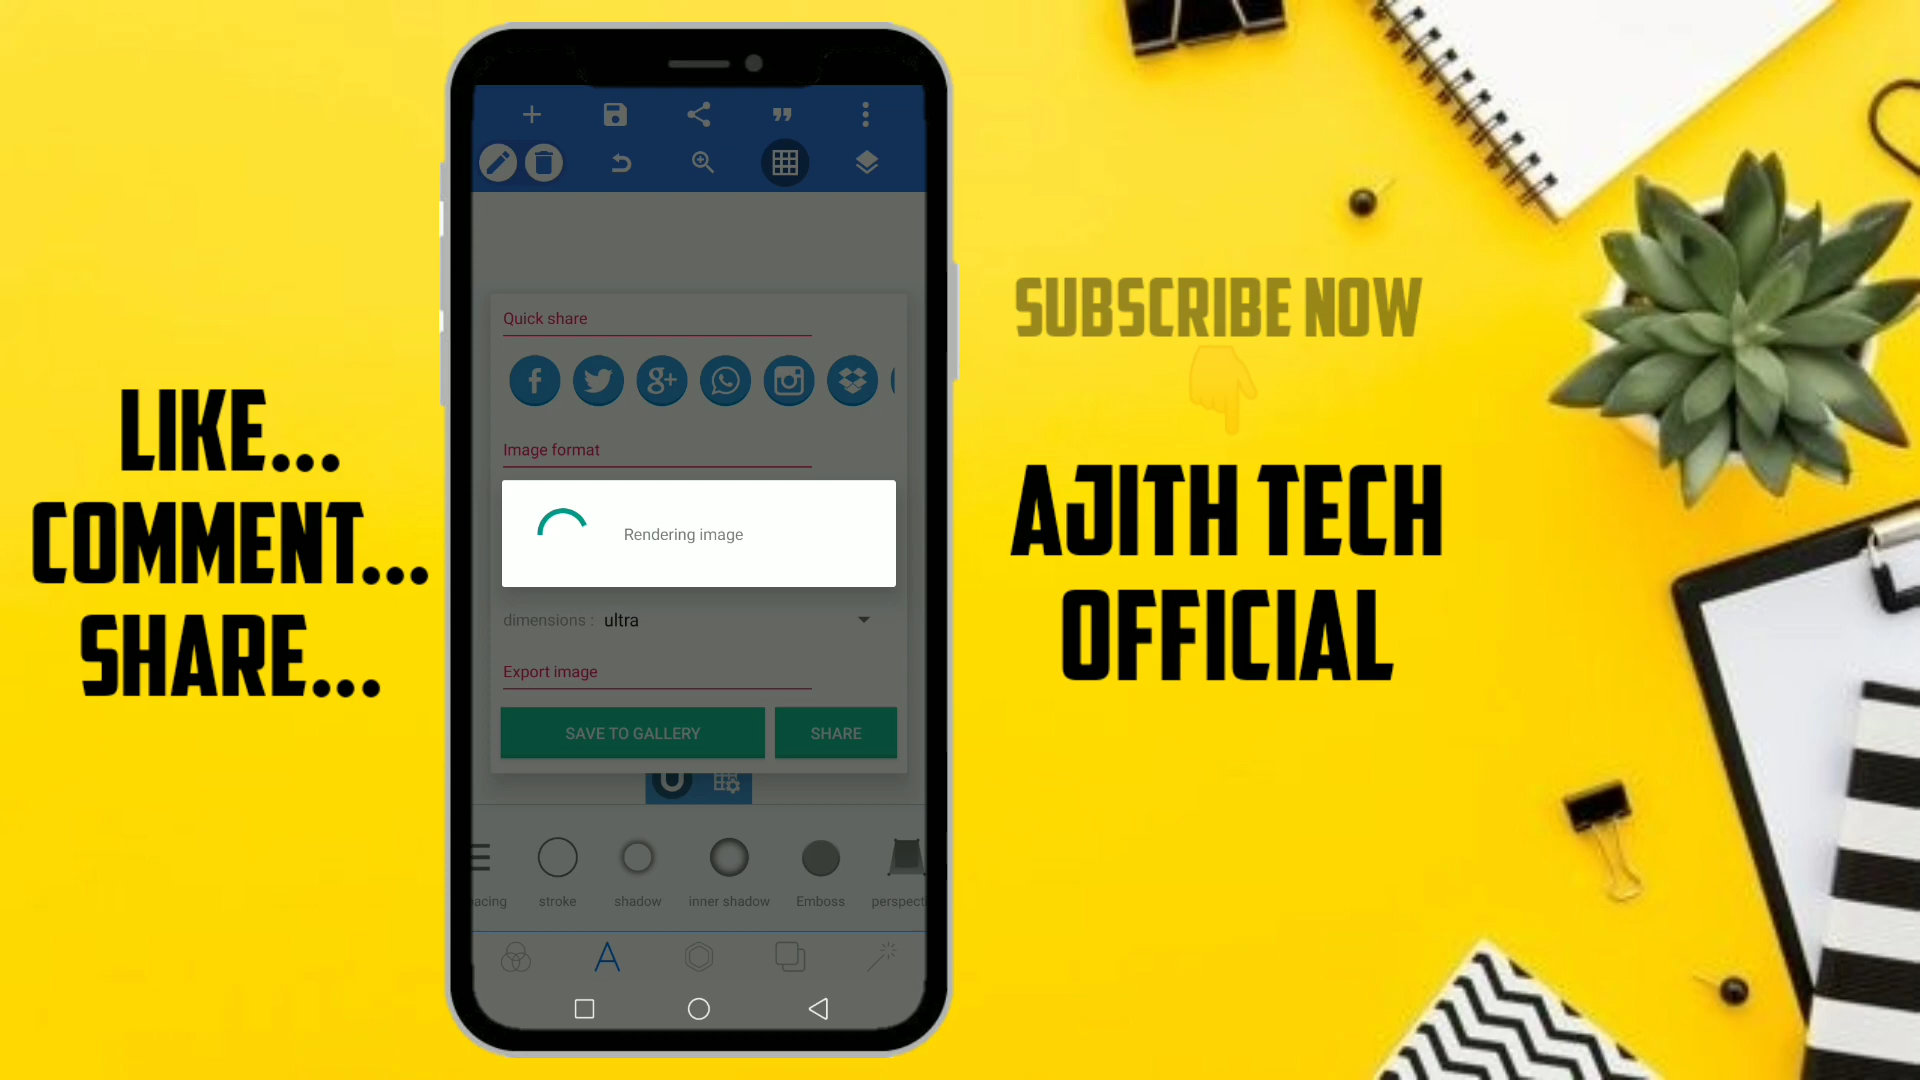 LIKE...
COMMENT...
SHARE...
Quick share
Image format
Rendering image
dimensions : ultra
Export image
SAVE TO GALLERY
SHARE
acing
stroke
shadow
inner shadow
Emboss
perspecti
SUBSCRIBE NOW
AJITH TECH
OFFICIAL